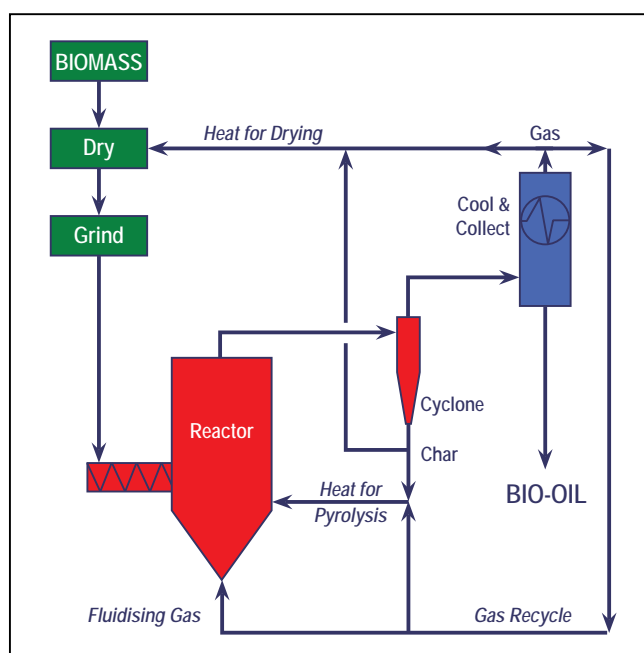 BIOMASS
Heat for Drying
Gas
Dry
Cool &
Collect
Grind
Cyclone
Reactor
Char
Heat for
Pyrolysis
BIO-OIL
Fluidising Gas
Gas Recycle